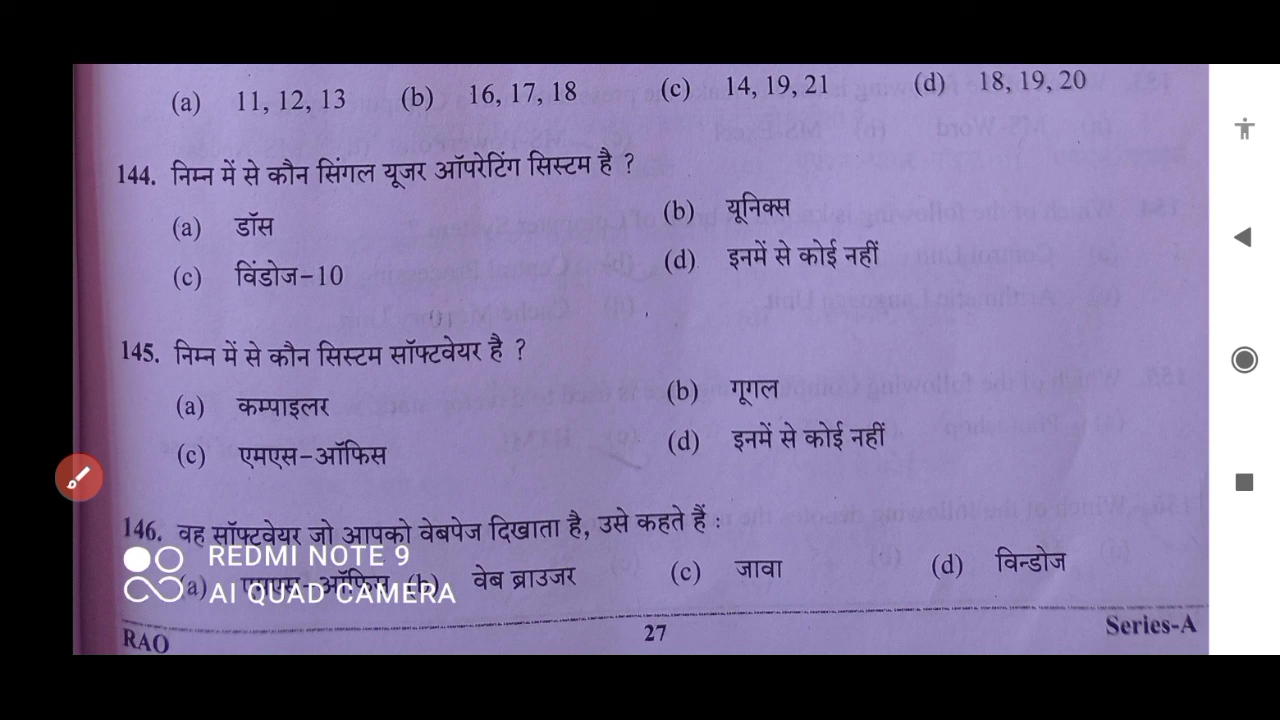 (a) 11, 12, 13 (b) 16, 17, 18 (c) 14, 19, 21 (d) 18, 19, 20
144. निम्न में से कौन सिंगल यूजर ऑपरेटिंग सिस्टम है ?
(a) डॉस (b) यूनिक्स
(c) विंडोज-10 (d) इनमें से कोई नहीं
145. निम्न में से कौन सिस्टम सॉफ्टवेयर है ?
(a) कम्पाइलर (b) गूगल
(c) एमएस-ऑफिस (d) इनमें से कोई नहीं
146. वह सॉफ्टवेयर जो आपको वेबपेज दिखाता है, उसे कहते हैं :
(a) एमएस-ऑफिस (b) वेब ब्राउजर (c) जावा (d) विन्डोज
REDMI NOTE 9
AI QUAD CAMERA
RAO 27 Series-A